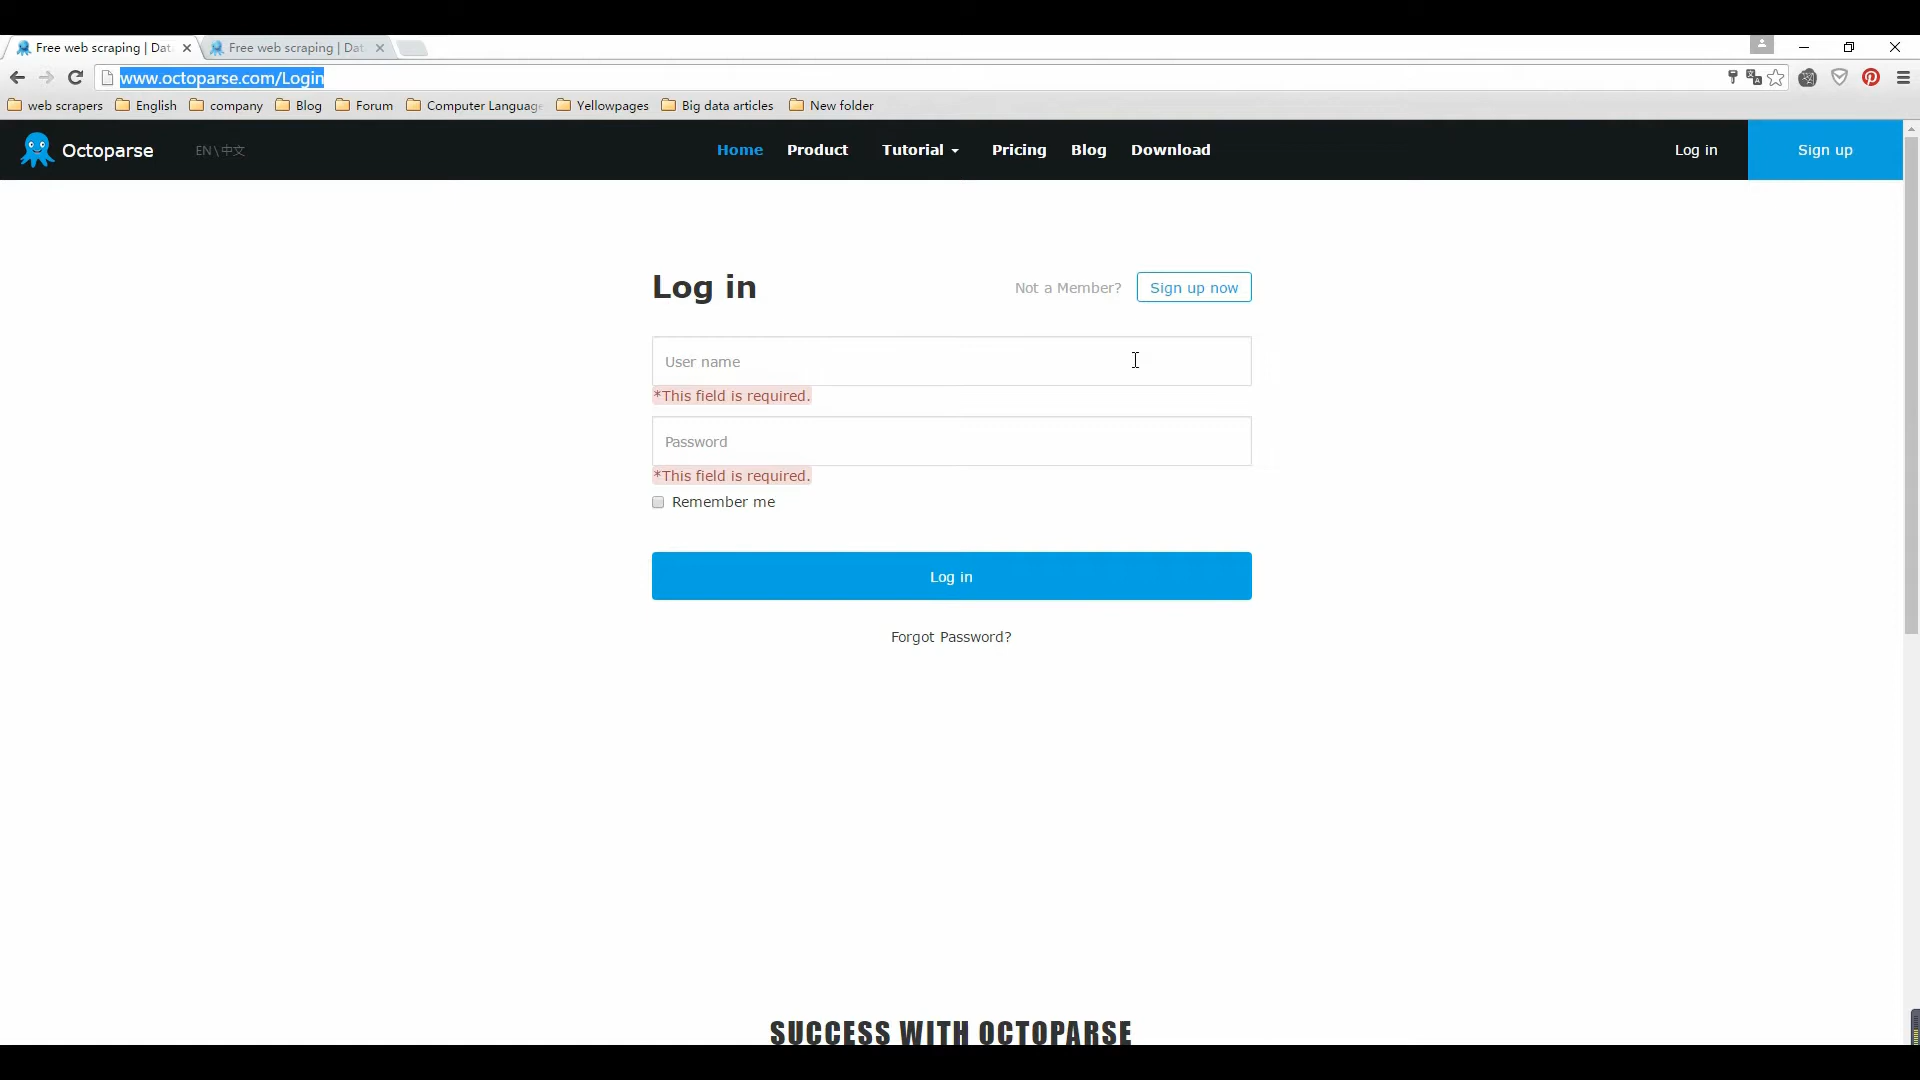 Free web scraping | Dat
Free web scraping | Dat
www.octoparse.com/Login
web scrapers
English
company
Blog
Forum
Computer Language
Yellowpages
Big data articles
New folder
Octoparse
EN \ 中文
Home
Product
Tutorial
Pricing
Blog
Download
Log in
Sign up
Log in
Not a Member?
Sign up now
User name
*This field is required.
Password
*This field is required.
Remember me
Log in
Forgot Password?
SUCCESS WITH OCTOPARSE